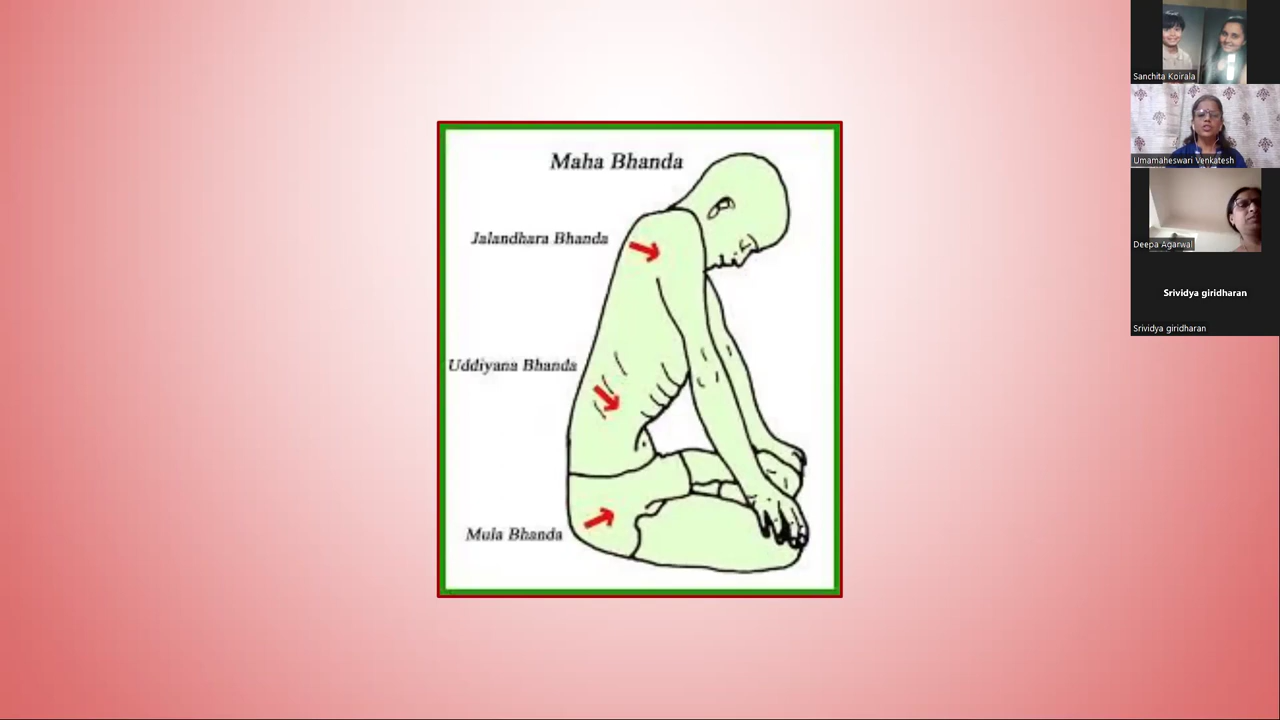 Maha Bhanda
Jalandhara Bhanda
Uddiyana Bhanda
Mula Bhanda
Sanchita Koirala
Umamaheswari Venkatesh
Deepa Agarwal
Srividya giridharan
Srividya giridharan